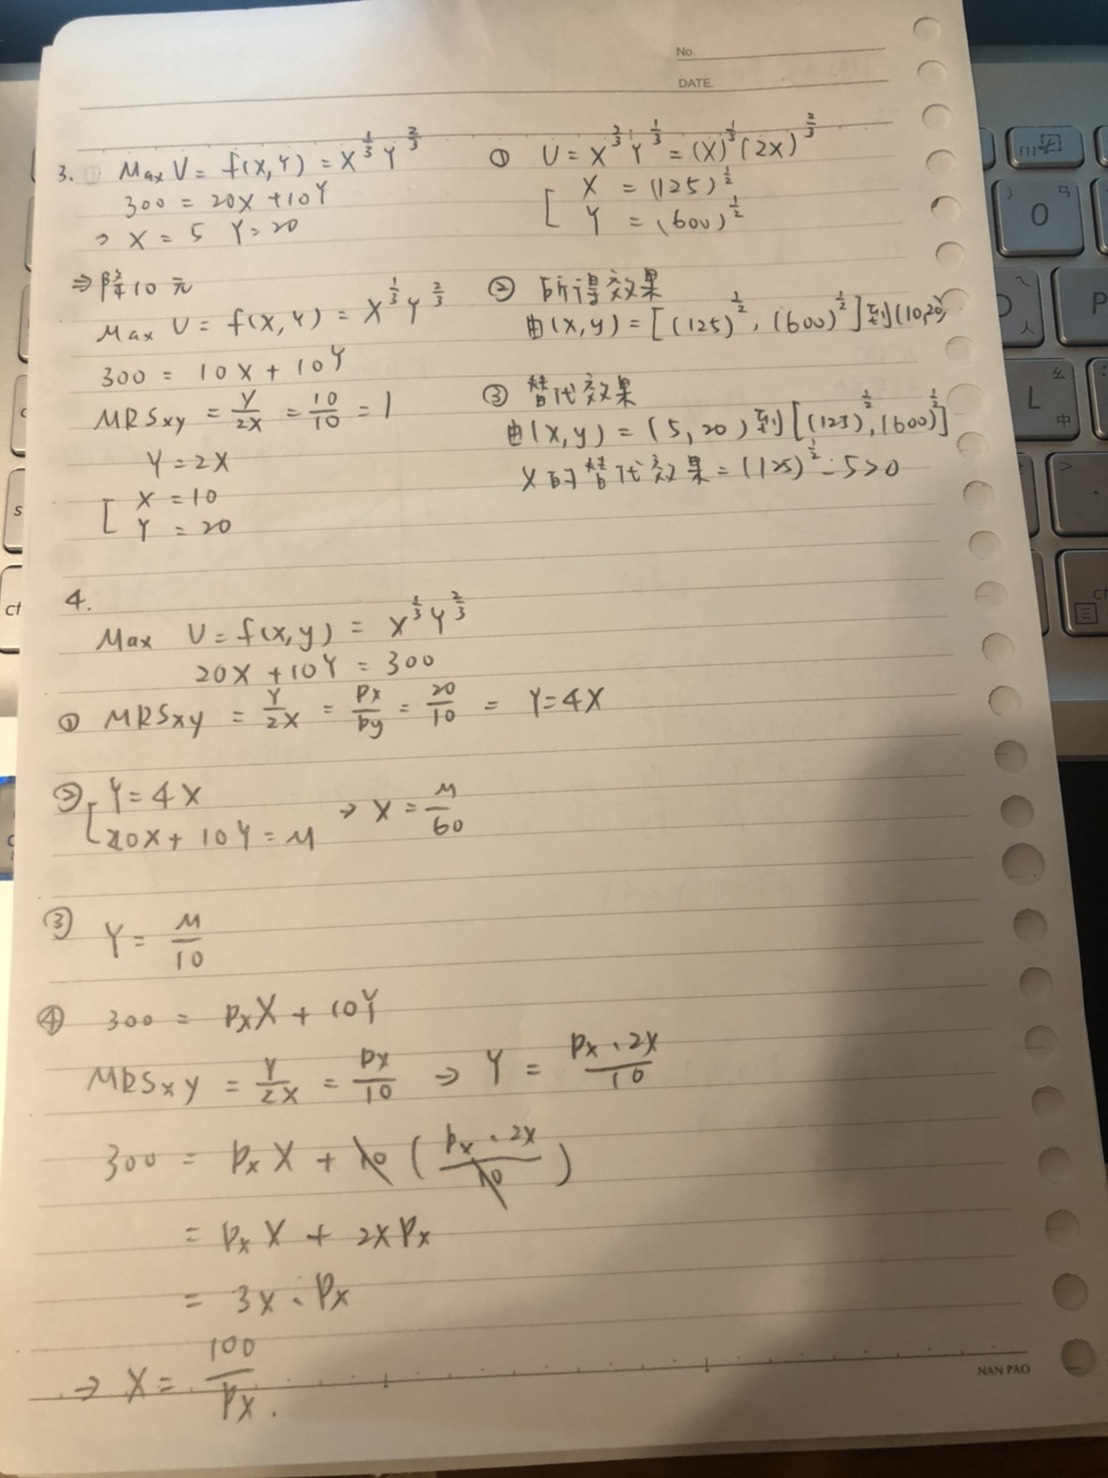 No.
DATE.
3. Max U = f(X,Y) = X^{1/3} Y^{2/3}
300 = 20X + 10Y
→ X = 5 Y = 20
⇒ 降10元
Max U = f(X,Y) = X^{1/3} Y^{2/3}
300 = 10X + 10Y
MRSxy = Y/2X = 10/10 = 1
Y = 2X
[ X = 10
Y = 20
① U = X^{2/3} Y^{1/3} = (X)^{1/3} (2X)^{2/3}
[ X = (125)^{1/2}
Y = (600)^{1/2}
② 所得效果
由(X,y) = [(125)^{1/2}, (600)^{1/2}] 到 (10,20)
③ 替代效果
由(X,y) = (5,20) 到 [(125)^{1/2}, (600)^{1/2}]
X的替代效果 = (125)^{1/2} - 5 > 0
4.
Max U = f(x,y) = X^{1/3} Y^{2/3}
20X + 10Y = 300
① MRSxy = Y/2X = Px/Py = 20/10 = Y = 4X
② [ Y = 4X
20X + 10Y = M → X = M/60
③ Y = M/10
④ 300 = PxX + 10Y
MRSxy = Y/2X = Px/10 → Y = Px·2X/10
300 = PxX + 10 (Px·2X/10)
= PxX + 2XPx
= 3X·Px
→ X = 100/Px.
NAN PAO
O
P
L
中